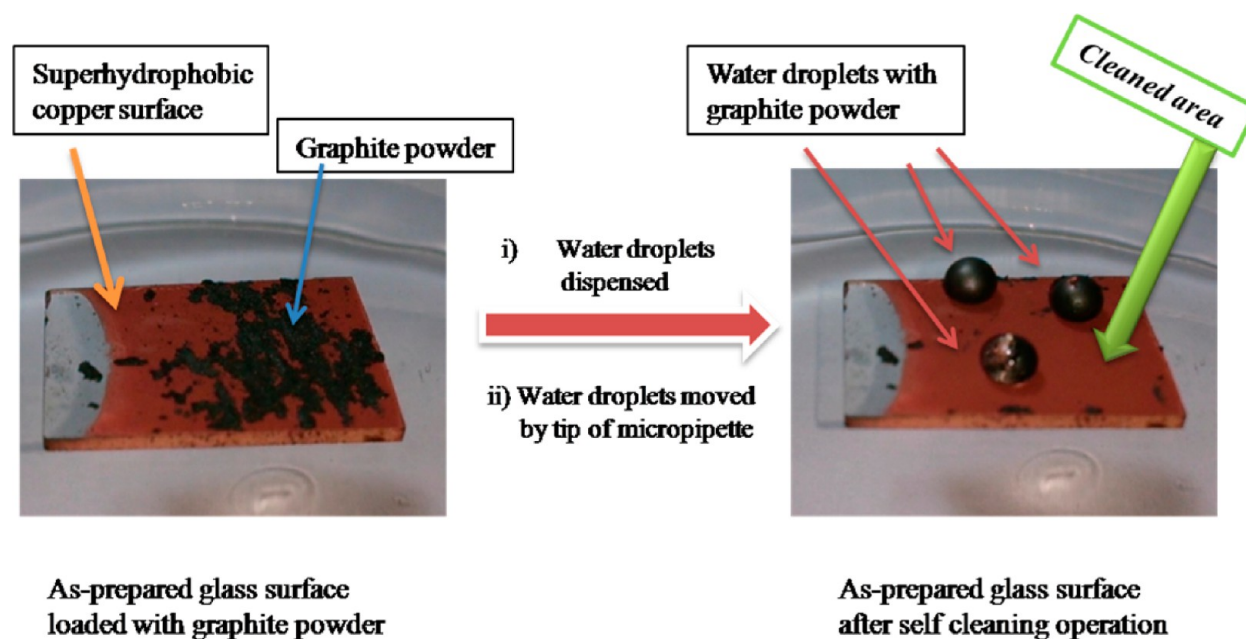 Superhydrophobic
copper surface
Graphite powder
Water droplets with
graphite powder
Cleaned area
i) Water droplets
dispensed
ii) Water droplets moved
by tip of micropipette
As-prepared glass surface
loaded with graphite powder
As-prepared glass surface
after self cleaning operation